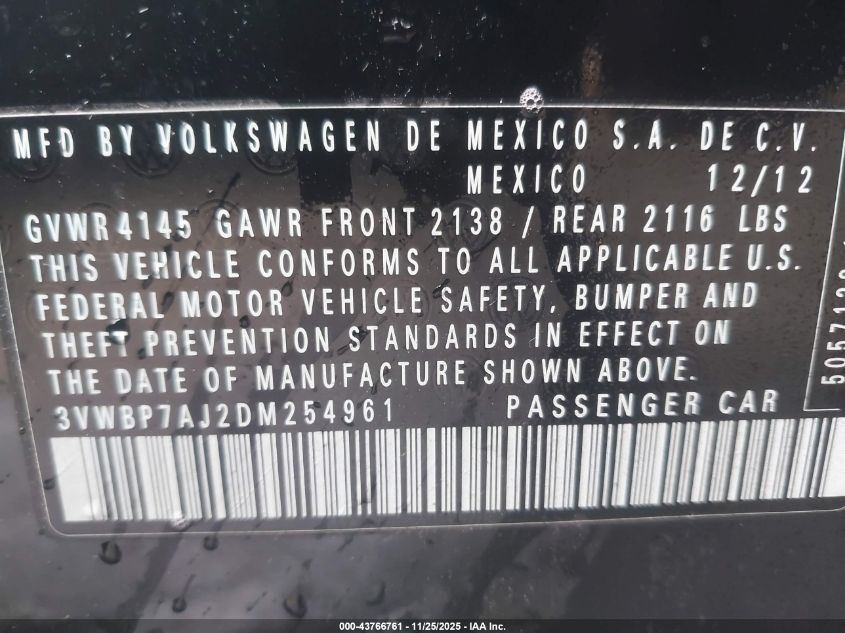 MFD BY VOLKSWAGEN DE MEXICO S.A. DE C.V.
MEXICO 12/12
GVWR 4145 GAWR FRONT 2138 / REAR 2116 LBS
THIS VEHICLE CONFORMS TO ALL APPLICABLE U.S.
FEDERAL MOTOR VEHICLE SAFETY, BUMPER AND
THEFT PREVENTION STANDARDS IN EFFECT ON
THE DATE OF MANUFACTURE SHOWN ABOVE.
3VWBP7AJ2DM254961 PASSENGER CAR
000-43766761 - 11/25/2025 - IAA Inc.